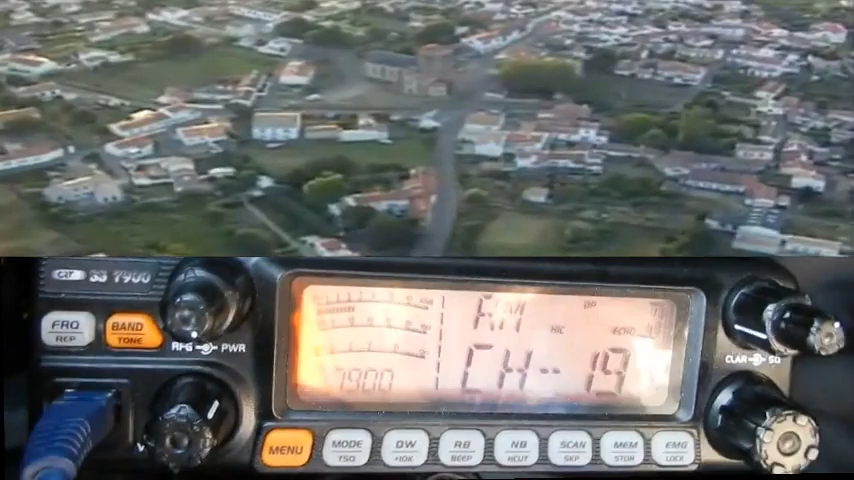 CRT SS 7900
FRQ
REP
BAND
TONE
RFG PWR
AM
MIC
ECHO
CH-19
7900
CLAR SQ
MENU
MODE
TSQ
DW
+10K
RB
BEEP
NB
HCUT
SCAN
SKP
MEM
STOR
EMG
LOCK